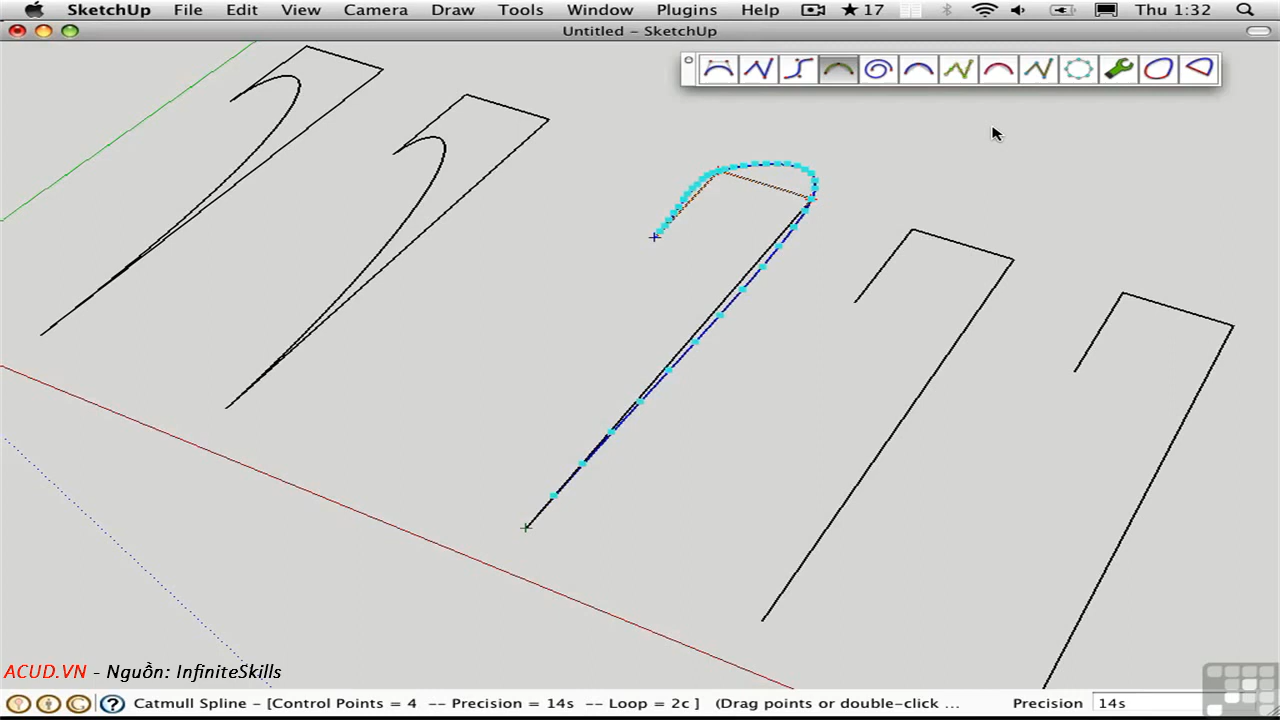 SketchUp File Edit View Camera Draw Tools Window Plugins Help ★ 17 Thu 1:32
Untitled – SketchUp
ACUD.VN - Nguồn: InfiniteSkills
Catmull Spline - [Control Points = 4 -- Precision = 14s -- Loop = 2c ] (Drag points or double-click ... Precision 14s